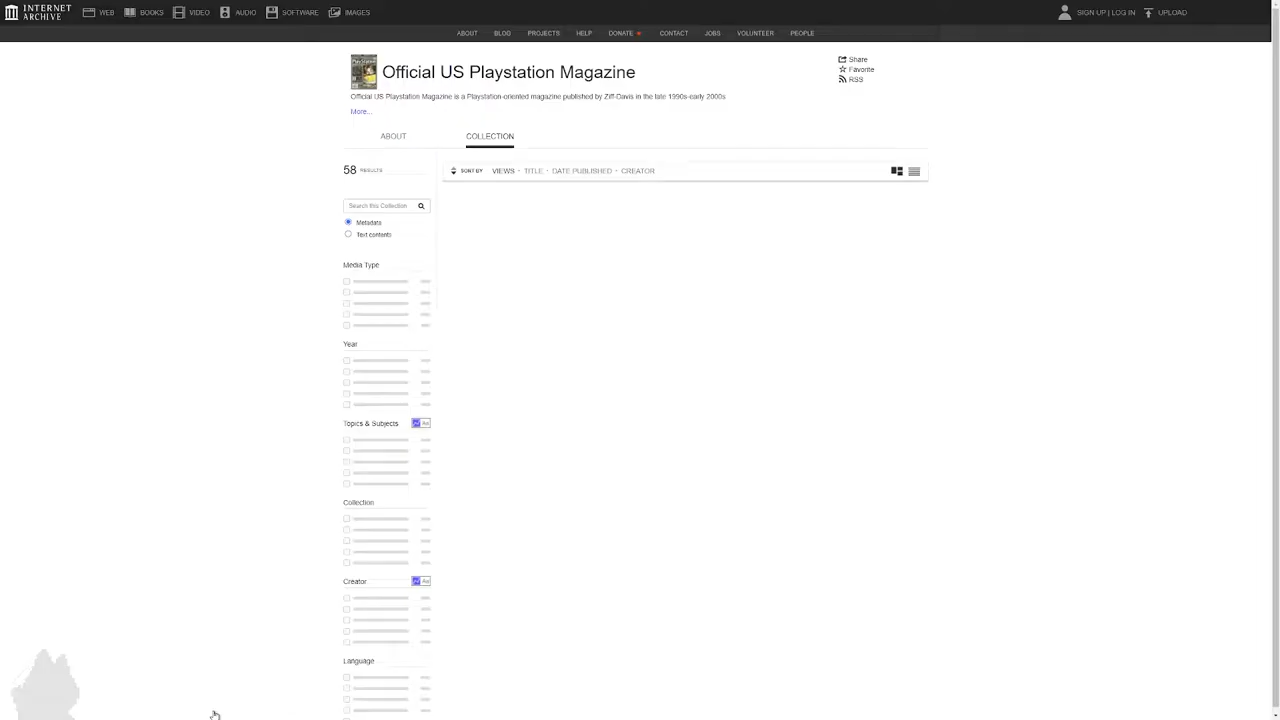 INTERNET ARCHIVE
WEB BOOKS VIDEO AUDIO SOFTWARE IMAGES
SIGN UP | LOG IN UPLOAD
ABOUT BLOG PROJECTS HELP DONATE CONTACT JOBS VOLUNTEER PEOPLE
Official US Playstation Magazine
Official US Playstation Magazine is a Playstation-oriented magazine published by Ziff-Davis in the late 1990s-early 2000s
More...
Share
Favorite
RSS
ABOUT COLLECTION
58 RESULTS
SORT BY VIEWS · TITLE · DATE PUBLISHED · CREATOR
Search this Collection
Metadata
Text contents
Media Type
Year
Topics & Subjects
Collection
Creator
Language